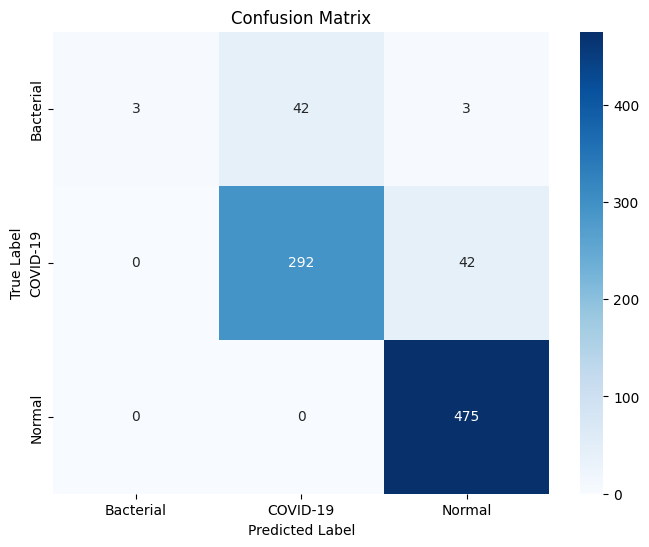 Confusion Matrix
Bacterial
3 42 3
COVID-19
0 292 42
Normal
0 0 475
True Label
Bacterial COVID-19 Normal
Predicted Label
400
300
200
100
0